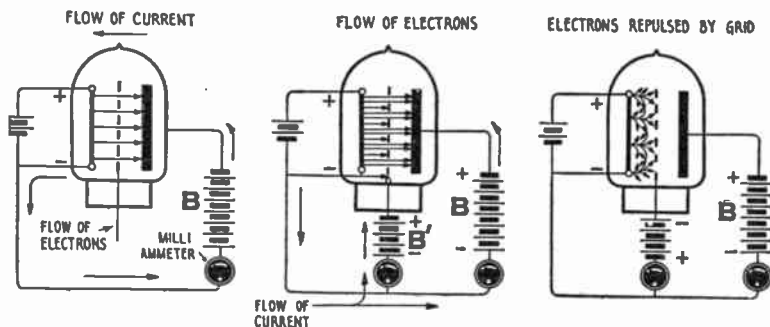 FLOW OF CURRENT
+
-
FLOW OF
ELECTRONS
B
MILLI
AMMETER
FLOW OF ELECTRONS
+
-
+
B'
-
+
B
-
FLOW OF
CURRENT
ELECTRONS REPULSED BY GRID
+
-
-
+
+
B
-